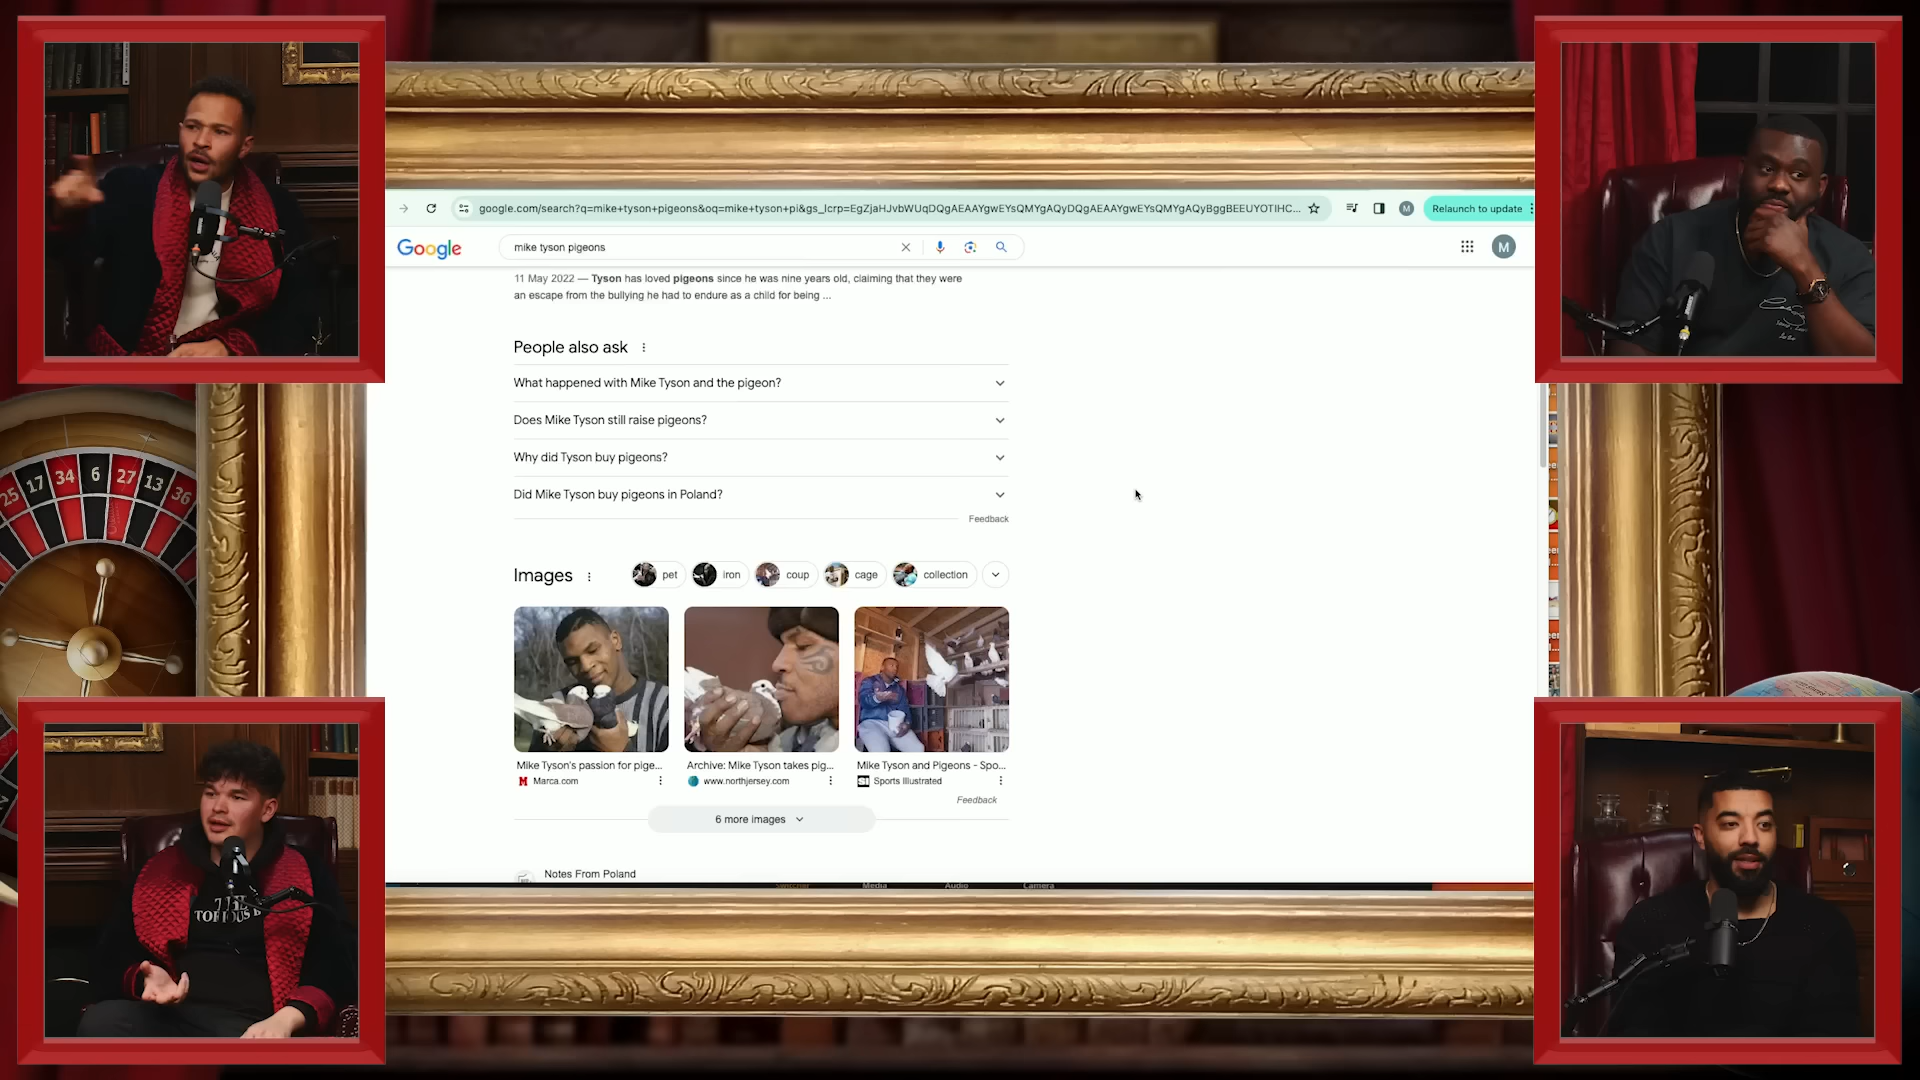 google.com/search?q=mike+tyson+pigeons&oq=mike+tyson+pi&gs_lcrp=EgZjaHJvbWUqDQgAEAAYgwEYsQMYgAQyDQgAEAAYgwEYsQMYgAQyBggBEEUYOTIHC...
Relaunch to update
Google
mike tyson pigeons
M
M
11 May 2022 — Tyson has loved pigeons since he was nine years old, claiming that they were
an escape from the bullying he had to endure as a child for being ...
People also ask
What happened with Mike Tyson and the pigeon?
Does Mike Tyson still raise pigeons?
Why did Tyson buy pigeons?
Did Mike Tyson buy pigeons in Poland?
Feedback
Images
pet
iron
coup
cage
collection
Mike Tyson's passion for pige...
Marca.com
Archive: Mike Tyson takes pig...
www.northjersey.com
Mike Tyson and Pigeons - Spo...
Sports Illustrated
Feedback
6 more images
Notes From Poland
Switcher
Media
Audio
Camera
25 17 34 6 27 13 36